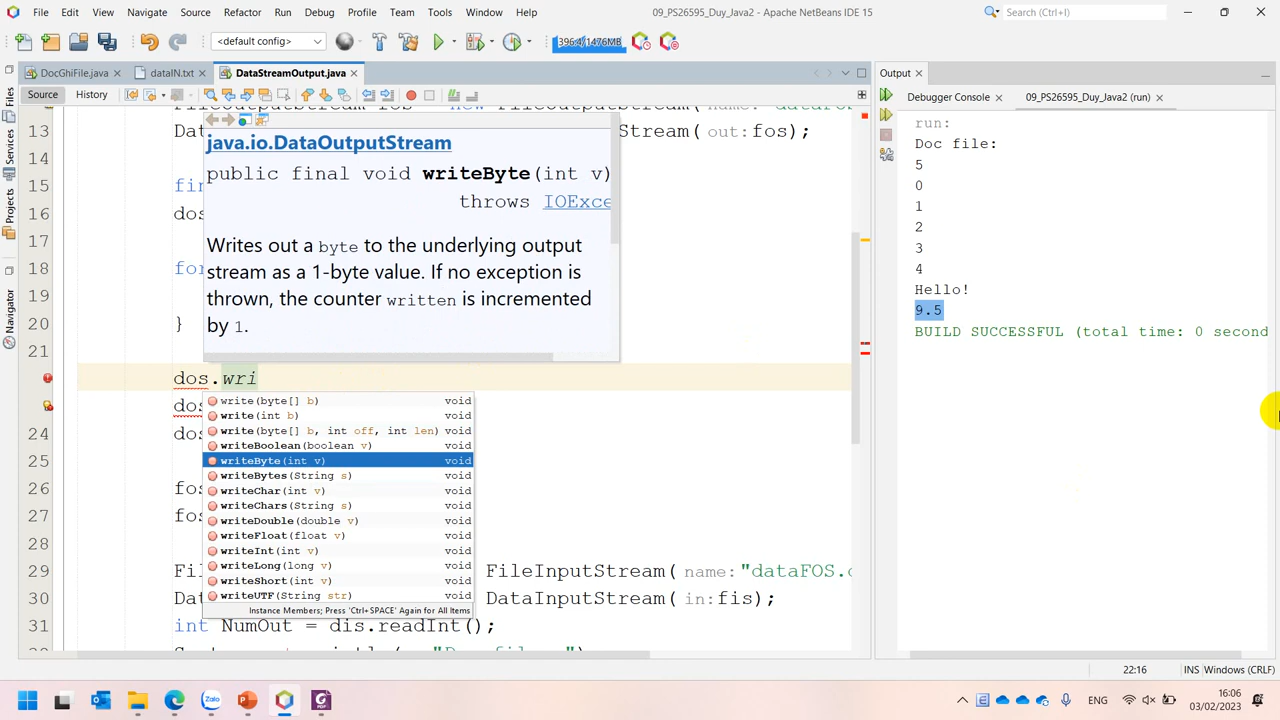 File Edit View Navigate Source Refactor Run Debug Profile Team Tools Window Help
09_PS26595_Duy_Java2 - Apache NetBeans IDE 15
Search (Ctrl+I)
<default config>
396.4/1476MB
DocGhiFile.java
dataIN.txt
DataStreamOutput.java
Source History
13 Dat
Stream( out:fos);
14
15 fin
16 dos
17
18 for
19
20 }
21
dos.wri
dos
24 dos
25
26 fos
27 fos
28
29 Fil
FileInputStream( name:"dataFOS.
30 Dat
DataInputStream( in:fis);
31 int NumOut = dis.readInt();
java.io.DataOutputStream
public final void writeByte(int v)
throws IOExce
Writes out a byte to the underlying output
stream as a 1-byte value. If no exception is
thrown, the counter written is incremented
by 1.
write(byte[] b) void
write(int b) void
write(byte[] b, int off, int len) void
writeBoolean(boolean v) void
writeByte(int v) void
writeBytes(String s) void
writeChar(int v) void
writeChars(String s) void
writeDouble(double v) void
writeFloat(float v) void
writeInt(int v) void
writeLong(long v) void
writeShort(int v) void
writeUTF(String str) void
Instance Members; Press 'Ctrl+SPACE' Again for All Items
Files
Services
Projects
Navigator
Output
Debugger Console
09_PS26595_Duy_Java2 (run)
run:
Doc file:
5
0
1
2
3
4
Hello!
9.5
BUILD SUCCESSFUL (total time: 0 second
22:16
INS
Windows (CRLF)
Zalo
PDF
ENG
16:06
03/02/2023